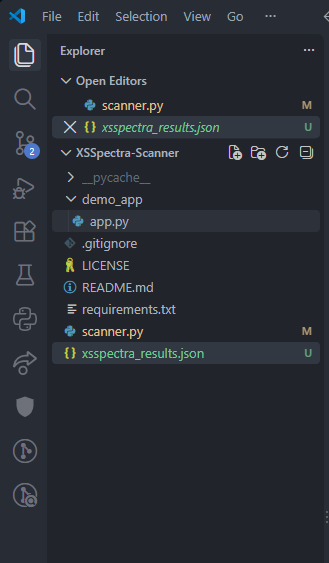 File Edit Selection View Go ...
Explorer ...
Open Editors
scanner.py M
{} xsspectra_results.json U
XSSpectra-Scanner
__pycache__
demo_app
app.py
.gitignore
LICENSE
README.md
requirements.txt
scanner.py M
{} xsspectra_results.json U
2